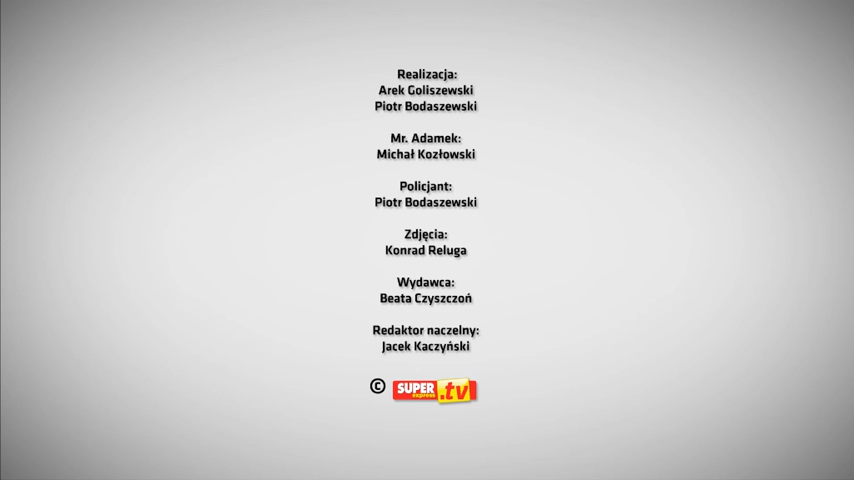 Realizacja:
Arek Goliszewski
Piotr Bodaszewski
Mr. Adamek:
Michał Kozłowski
Policjant:
Piotr Bodaszewski
Zdjęcia:
Konrad Reluga
Wydawca:
Beata Czyszczoń
Redaktor naczelny:
Jacek Kaczyński
© SUPER express .tv